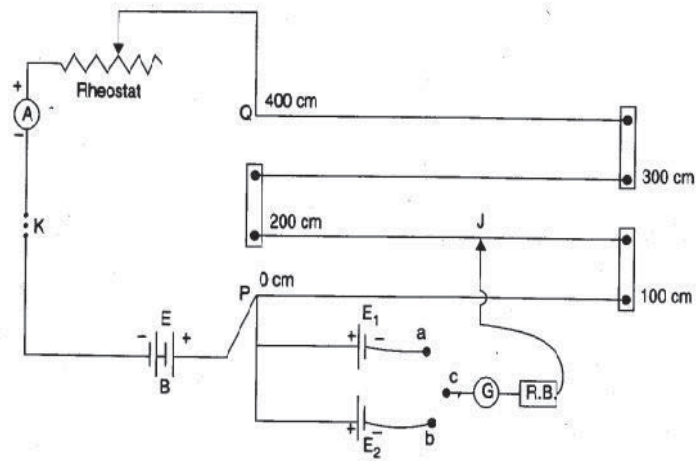 Rheostat
+
A
−
K
Q
400 cm
300 cm
200 cm
J
P
0 cm
100 cm
E
− +
B
E1
+ −
a
c
G
R.B.
+ −
E2
b